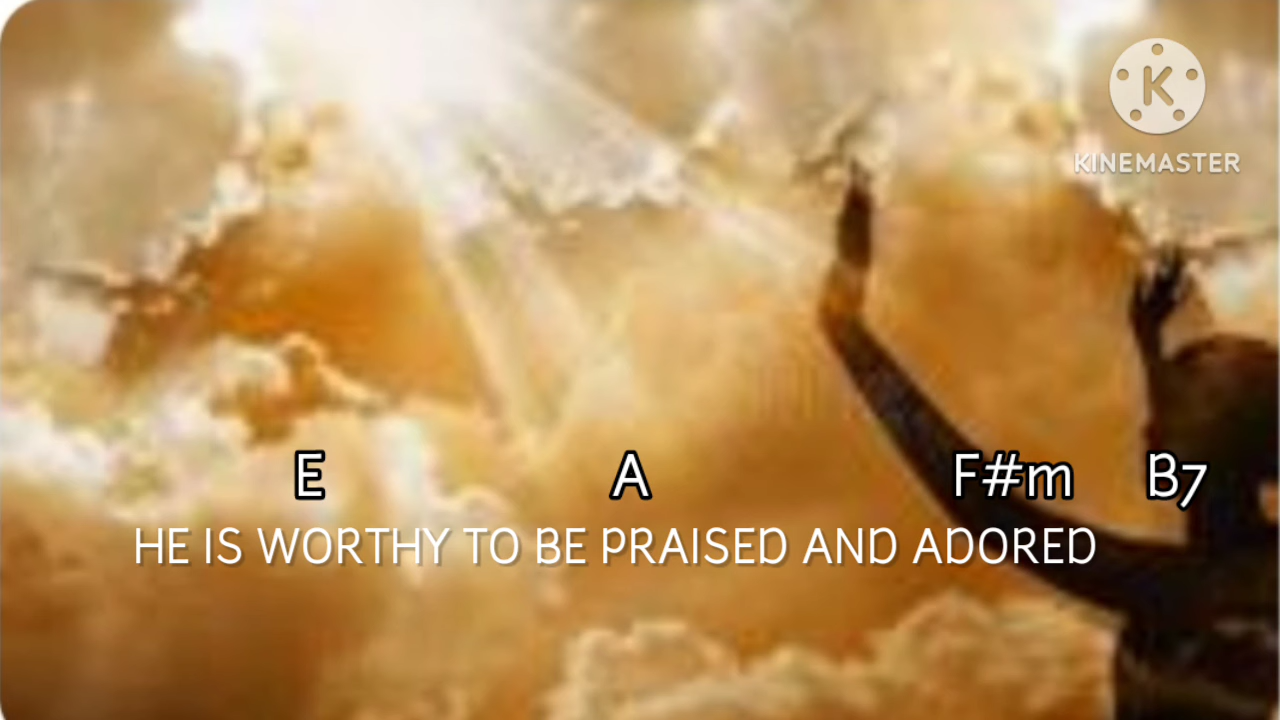 K
KINEMASTER
E A F#m B7
HE IS WORTHY TO BE PRAISED AND ADORED